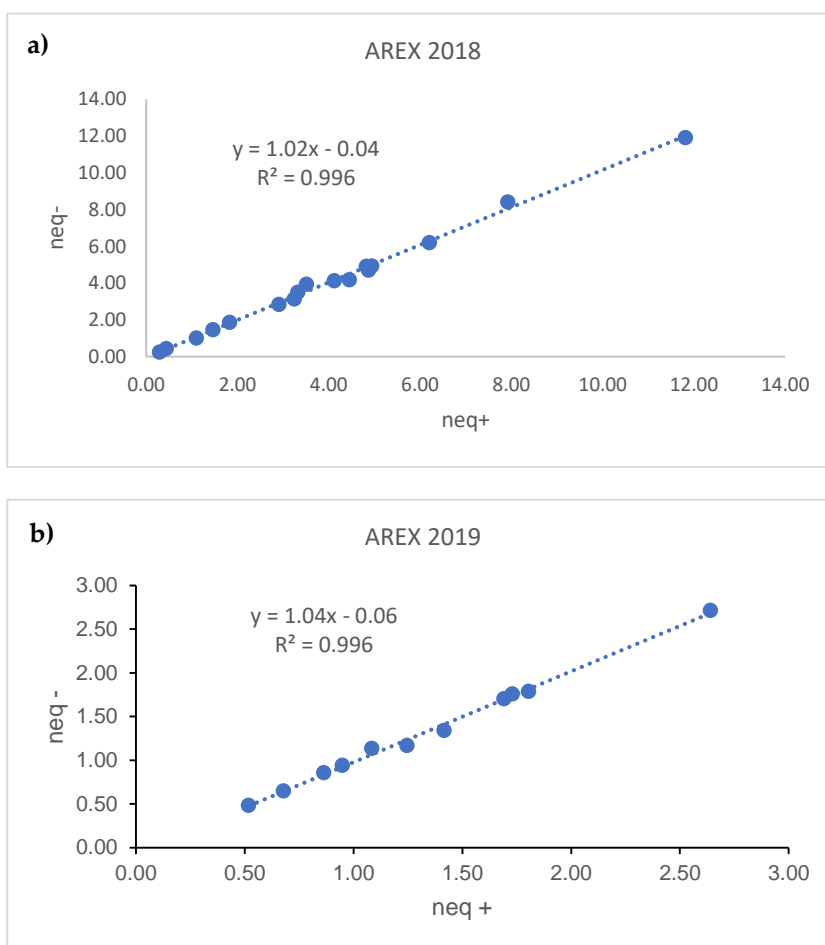 a)
AREX 2018
14.00
12.00
10.00
8.00
6.00
4.00
2.00
0.00
neq-
y = 1.02x - 0.04
R² = 0.996
0.00 2.00 4.00 6.00 8.00 10.00 12.00 14.00
neq+
b)
AREX 2019
3.00
2.50
2.00
1.50
1.00
0.50
0.00
neq -
y = 1.04x - 0.06
R² = 0.996
0.00 0.50 1.00 1.50 2.00 2.50 3.00
neq +